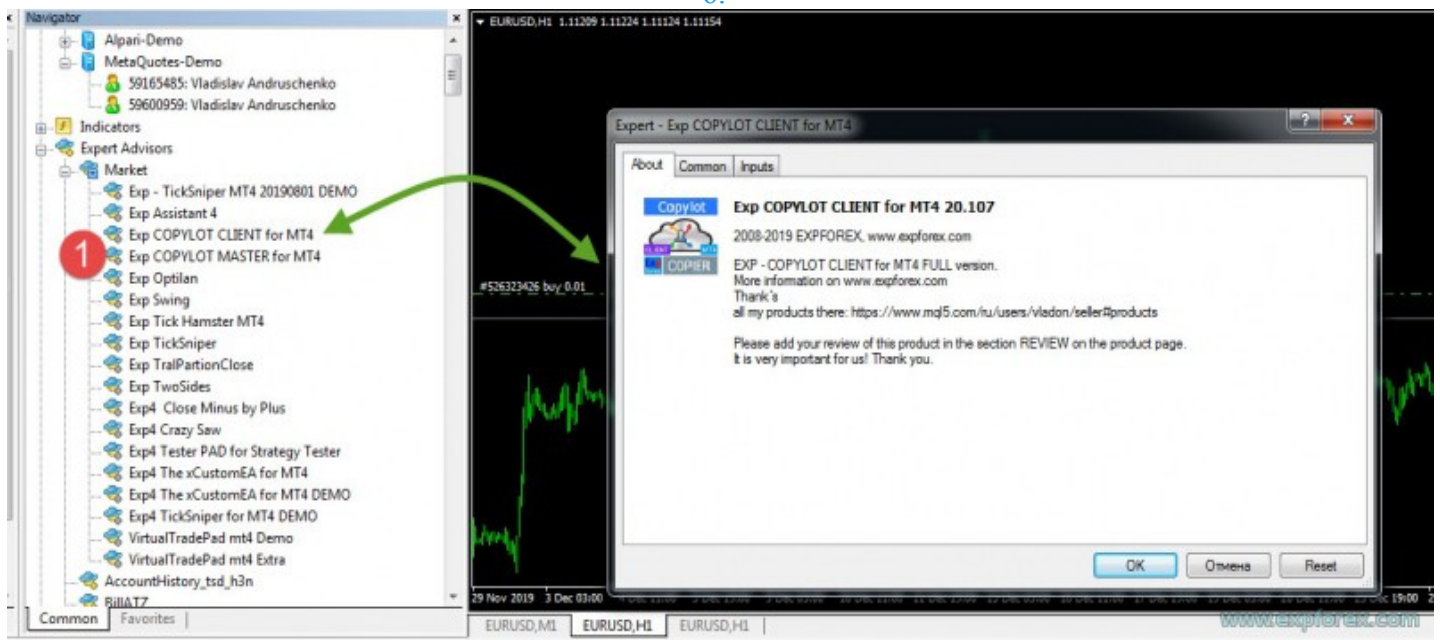 Navigator
Alpari-Demo
MetaQuotes-Demo
59165485: Vladislav Andruschenko
59600959: Vladislav Andruschenko
Indicators
Expert Advisors
Market
Exp - TickSniper MT4 20190801 DEMO
Exp Assistant 4
Exp COPYLOT CLIENT for MT4
1
Exp COPYLOT MASTER for MT4
Exp Optilan
Exp Swing
Exp Tick Hamster MT4
Exp TickSniper
Exp TralPartionClose
Exp TwoSides
Exp4 Close Minus by Plus
Exp4 Crazy Saw
Exp4 Tester PAD for Strategy Tester
Exp4 The xCustomEA for MT4
Exp4 The xCustomEA for MT4 DEMO
Exp4 TickSniper for MT4 DEMO
VirtualTradePad mt4 Demo
VirtualTradePad mt4 Extra
AccountHistory_tsd_h3n
BillATZ
Common Favorites
EURUSD,H1 1.11209 1.11224 1.11124 1.11154
#526323426 buy 0.01
Expert - Exp COPYLOT CLIENT for MT4
About Common Inputs
Copylot
CLIENT MT4
COPIER
Exp COPYLOT CLIENT for MT4 20.107
2008-2019 EXPFOREX, www.expforex.com
EXP - COPYLOT CLIENT for MT4 FULL version.
More information on www.expforex.com
Thank`s
all my products there: https://www.mql5.com/ru/users/vladon/seller#products
Please add your review of this product in the section REVIEW on the product page.
It is very important for us! Thank you.
OK Отмена Reset
29 Nov 2019 3 Dec 03:00
EURUSD,M1 EURUSD,H1 EURUSD,H1
www.expforex.com